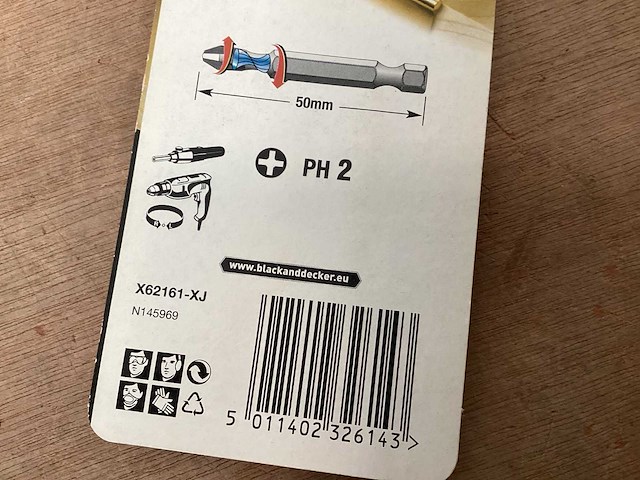 50mm
PH 2
www.blackanddecker.eu
X62161-XJ
N145969
5 011402 326143 >